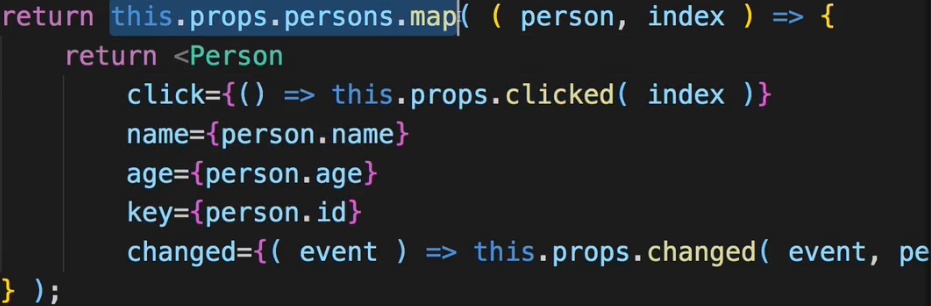 return this.props.persons.map( ( person, index ) => {
return <Person
click={() => this.props.clicked( index )}
name={person.name}
age={person.age}
key={person.id}
changed={( event ) => this.props.changed( event, pe
} );